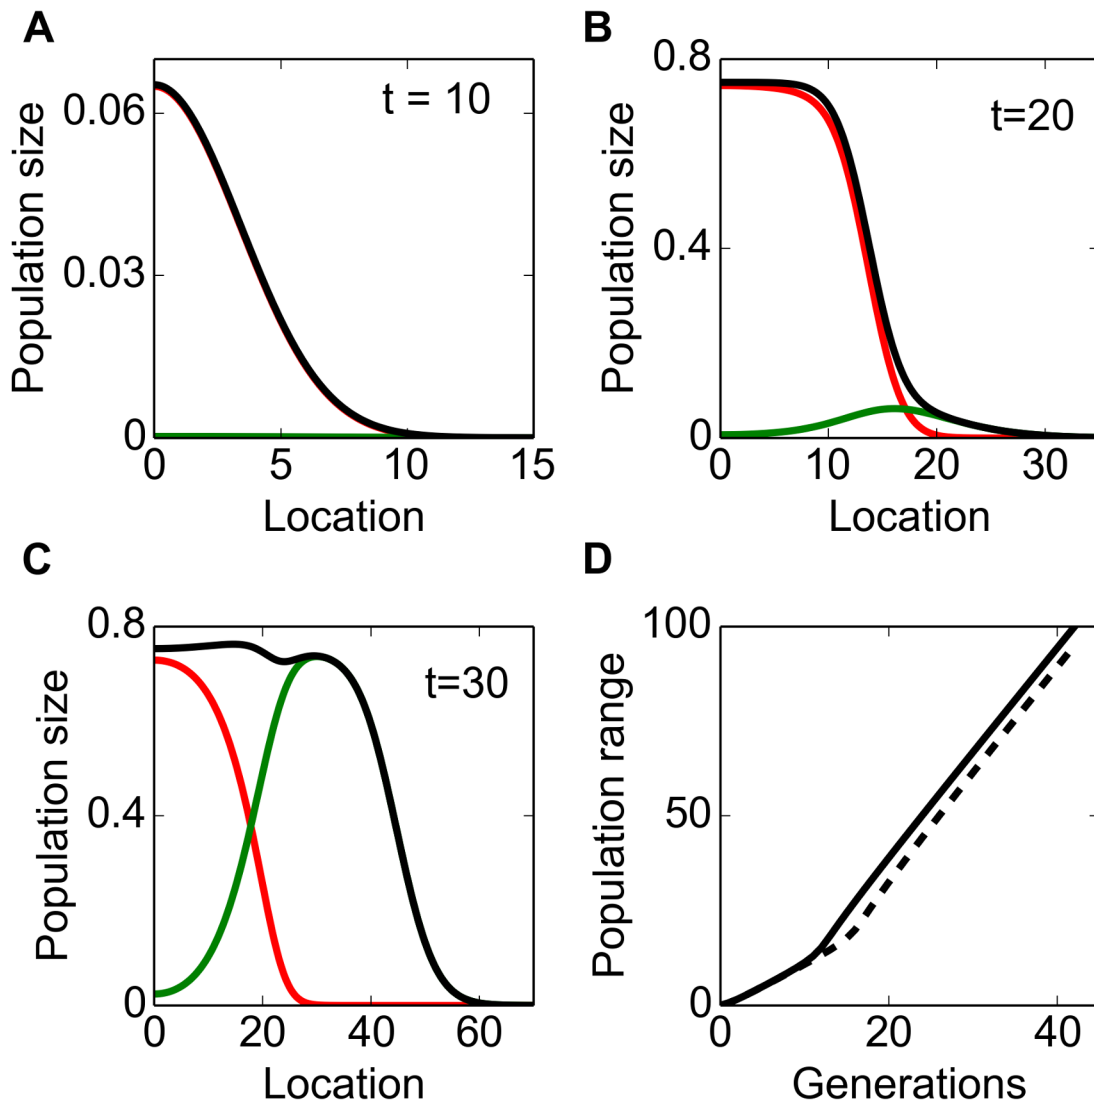 A
t = 10
Population size
0.06
0.03
0
0 5 10 15
Location
B
t=20
Population size
0.8
0.4
0
0 10 20 30
Location
C
t=30
Population size
0.8
0.4
0
0 20 40 60
Location
D
Population range
100
50
0
0 20 40
Generations